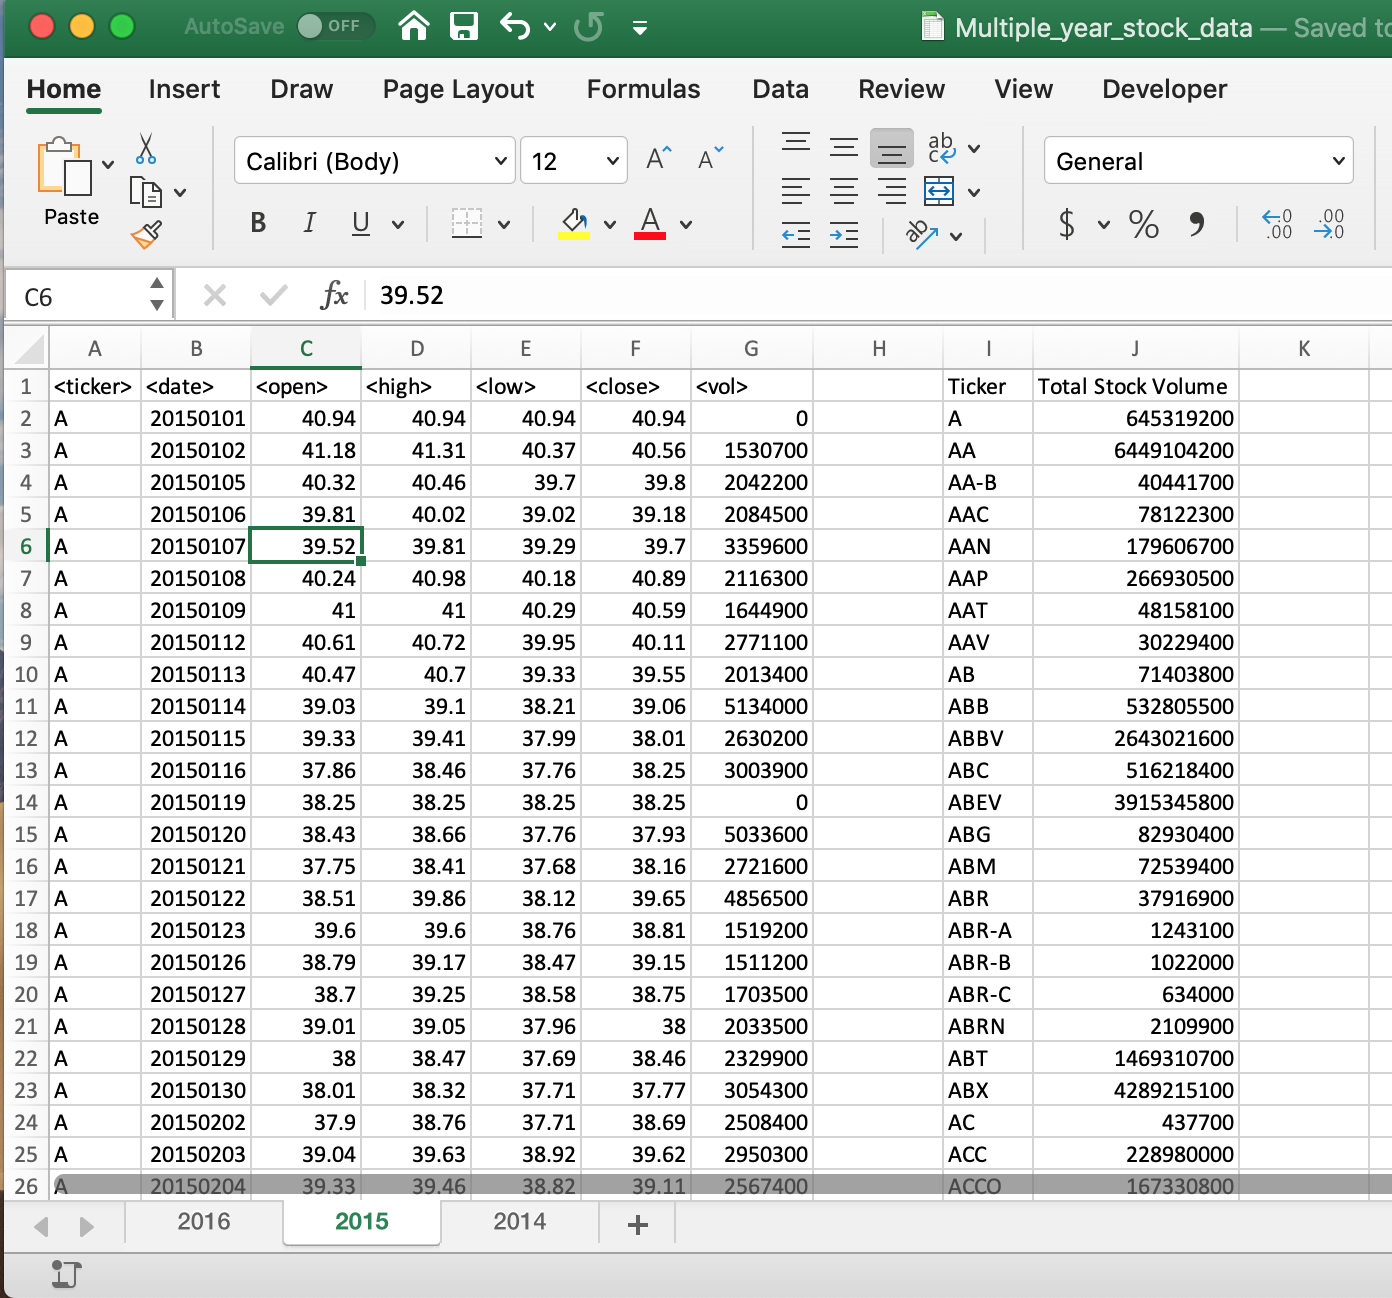 AutoSave OFF Multiple_year_stock_data — Saved to
Home Insert Draw Page Layout Formulas Data Review View Developer
Calibri (Body) 12 A A ab c General
Paste B I U A ab $ % , .0 .00 .00 .0
C6 fx 39.52
A B C D E F G H I J K
1 <ticker> <date> <open> <high> <low> <close> <vol> Ticker Total Stock Volume
2 A 20150101 40.94 40.94 40.94 40.94 0 A 645319200
3 A 20150102 41.18 41.31 40.37 40.56 1530700 AA 6449104200
4 A 20150105 40.32 40.46 39.7 39.8 2042200 AA-B 40441700
5 A 20150106 39.81 40.02 39.02 39.18 2084500 AAC 78122300
6 A 20150107 39.52 39.81 39.29 39.7 3359600 AAN 179606700
7 A 20150108 40.24 40.98 40.18 40.89 2116300 AAP 266930500
8 A 20150109 41 41 40.29 40.59 1644900 AAT 48158100
9 A 20150112 40.61 40.72 39.95 40.11 2771100 AAV 30229400
10 A 20150113 40.47 40.7 39.33 39.55 2013400 AB 71403800
11 A 20150114 39.03 39.1 38.21 39.06 5134000 ABB 532805500
12 A 20150115 39.33 39.41 37.99 38.01 2630200 ABBV 2643021600
13 A 20150116 37.86 38.46 37.76 38.25 3003900 ABC 516218400
14 A 20150119 38.25 38.25 38.25 38.25 0 ABEV 3915345800
15 A 20150120 38.43 38.66 37.76 37.93 5033600 ABG 82930400
16 A 20150121 37.75 38.41 37.68 38.16 2721600 ABM 72539400
17 A 20150122 38.51 39.86 38.12 39.65 4856500 ABR 37916900
18 A 20150123 39.6 39.6 38.76 38.81 1519200 ABR-A 1243100
19 A 20150126 38.79 39.17 38.47 39.15 1511200 ABR-B 1022000
20 A 20150127 38.7 39.25 38.58 38.75 1703500 ABR-C 634000
21 A 20150128 39.01 39.05 37.96 38 2033500 ABRN 2109900
22 A 20150129 38 38.47 37.69 38.46 2329900 ABT 1469310700
23 A 20150130 38.01 38.32 37.71 37.77 3054300 ABX 4289215100
24 A 20150202 37.9 38.76 37.71 38.69 2508400 AC 437700
25 A 20150203 39.04 39.63 38.92 39.62 2950300 ACC 228980000
26 A 20150204 39.33 39.46 38.82 39.11 2567400 ACCO 167330800
2016 2015 2014 +